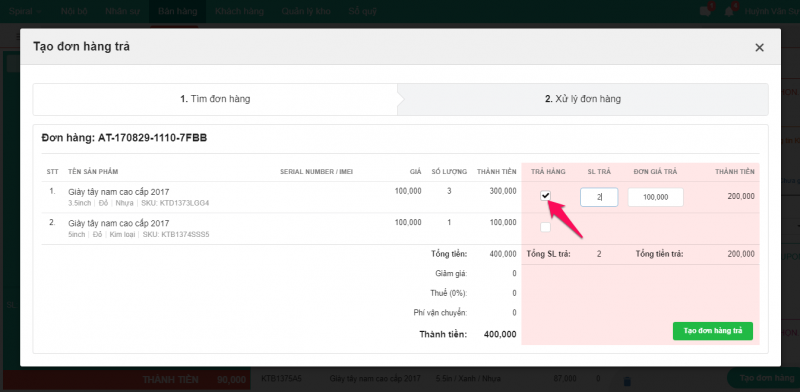 Spiral
Nội bộ
Nhân sự
Bán hàng
Khách hàng
Quản lý kho
Sổ quỹ
Huỳnh Văn
Tạo đơn hàng trả
×
1. Tìm đơn hàng
2. Xử lý đơn hàng
Đơn hàng: AT-170829-1110-7FBB
STT TÊN SẢN PHẨM SERIAL NUMBER / IMEI GIÁ SỐ LƯỢNG THÀNH TIỀN TRẢ HÀNG SL TRẢ ĐƠN GIÁ TRẢ THÀNH TIỀN
1. Giày tây nam cao cấp 2017 100,000 3 300,000 2 100,000 200,000
3.5inch | Đỏ | Nhựa | SKU: KTD1373LGG4
2. Giày tây nam cao cấp 2017 100,000 1 100,000
5inch | Đỏ | Kim loại | SKU: KTB1374SSS5
Tổng tiền: 400,000 Tổng SL trả: 2 Tổng tiền trả: 200,000
Giảm giá: 0
Thuế (0%): 0
Phí vận chuyển: 0
Thành tiền: 400,000
Tạo đơn hàng trả
THÀNH TIỀN 80,000 KTB1375A5 Giày tây nam cao cấp 2017 5.5in / Xanh / Nhựa 87,000
Tạo đơn hàng